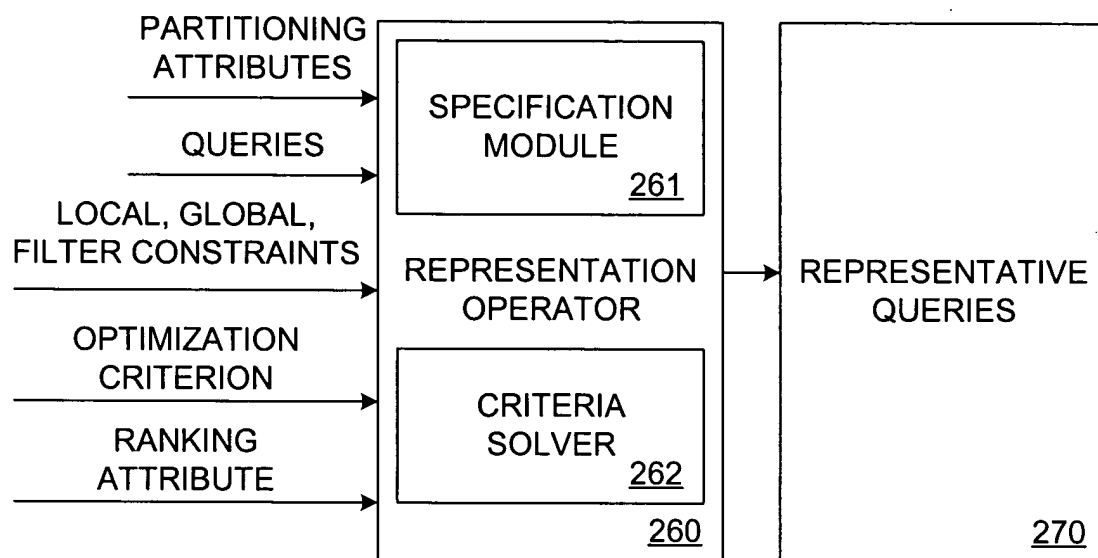 PARTITIONING
ATTRIBUTES
QUERIES
LOCAL, GLOBAL,
FILTER CONSTRAINTS
OPTIMIZATION
CRITERION
RANKING
ATTRIBUTE
SPECIFICATION
MODULE
261
REPRESENTATION
OPERATOR
CRITERIA
SOLVER
262
260
REPRESENTATIVE
QUERIES
270